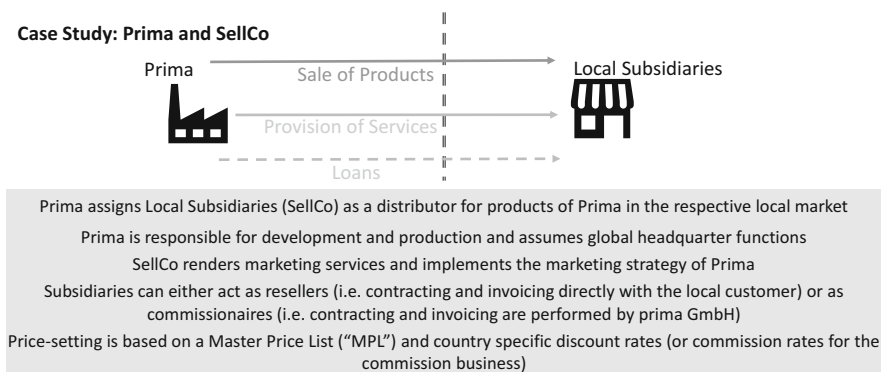 Case Study: Prima and SellCo
Prima
Local Subsidiaries
Sale of Products
Provision of Services
Loans
Prima assigns Local Subsidiaries (SellCo) as a distributor for products of Prima in the respective local market
Prima is responsible for development and production and assumes global headquarter functions
SellCo renders marketing services and implements the marketing strategy of Prima
Subsidiaries can either act as resellers (i.e. contracting and invoicing directly with the local customer) or as
commissionaires (i.e. contracting and invoicing are performed by prima GmbH)
Price-setting is based on a Master Price List (“MPL”) and country specific discount rates (or commission rates for the
commission business)